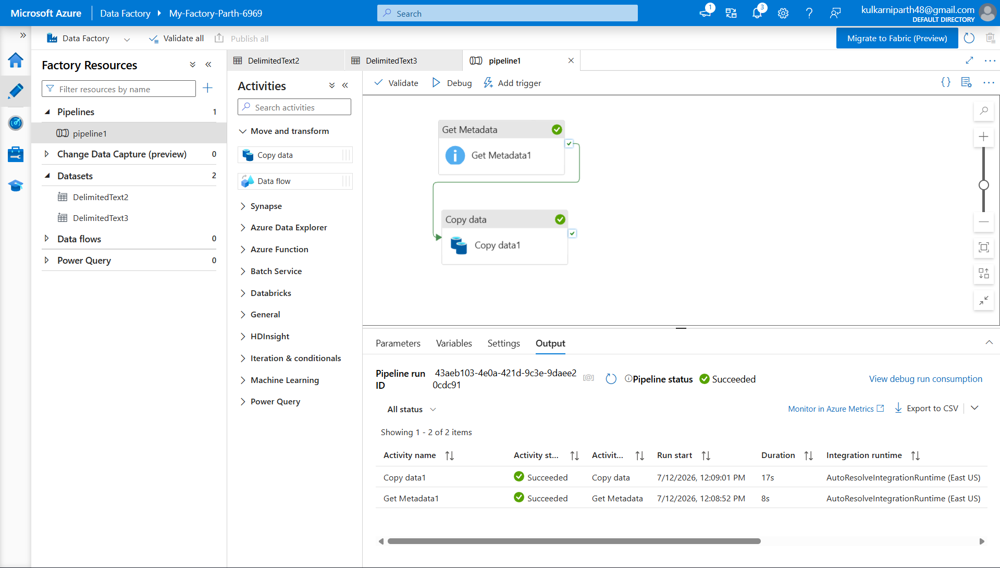 Microsoft Azure
Data Factory
My-Factory-Parth-6969
Search
1
3
kulkarniparth48@gmail.com
DEFAULT DIRECTORY
Data Factory
Validate all
Publish all
Migrate to Fabric (Preview)
Factory Resources
Filter resources by name
Pipelines 1
pipeline1
Change Data Capture (preview) 0
Datasets 2
DelimitedText2
DelimitedText3
Data flows 0
Power Query 0
DelimitedText2
DelimitedText3
pipeline1
Activities
Search activities
Move and transform
Copy data
Data flow
Synapse
Azure Data Explorer
Azure Function
Batch Service
Databricks
General
HDInsight
Iteration & conditionals
Machine Learning
Power Query
Validate
Debug
Add trigger
Get Metadata
Get Metadata1
Copy data
Copy data1
Parameters
Variables
Settings
Output
Pipeline run ID
43aeb103-4e0a-421d-9c3e-9daee2
0cdc91
Pipeline status
Succeeded
View debug run consumption
All status
Monitor in Azure Metrics
Export to CSV
Showing 1 - 2 of 2 items
Activity name Activity st... Activit... Run start Duration Integration runtime
Copy data1 Succeeded Copy data 7/12/2026, 12:09:01 PM 17s AutoResolveIntegrationRuntime (East US)
Get Metadata1 Succeeded Get Metadata 7/12/2026, 12:08:52 PM 8s AutoResolveIntegrationRuntime (East US)